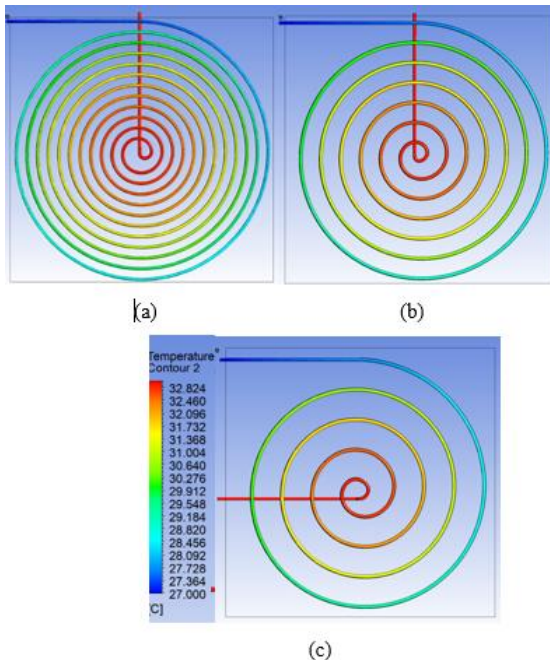 (a)
(b)
Temperature
Contour 2
32.824
32.460
32.096
31.732
31.368
31.004
30.640
30.276
29.912
29.548
29.184
28.820
28.456
28.092
27.728
27.364
27.000
[C]
(c)